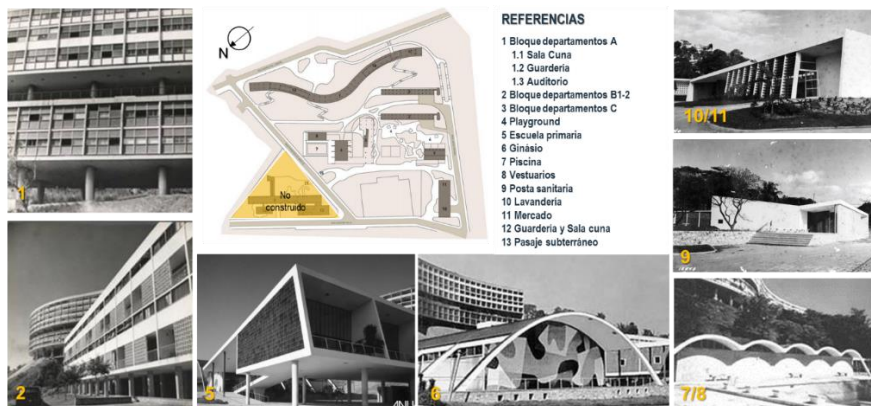 N
No
construido
REFERENCIAS
1 Bloque departamentos A
1.1 Sala Cuna
1.2 Guardería
1.3 Auditorio
2 Bloque departamentos B1-2
3 Bloque departamentos C
4 Playground
5 Escuela primaria
6 Ginásio
7 Piscina
8 Vestuarios
9 Posta sanitaria
10 Lavandería
11 Mercado
12 Guardería y Sala cuna
13 Pasaje subterráneo
1
10/11
9
2
5
6
7/8